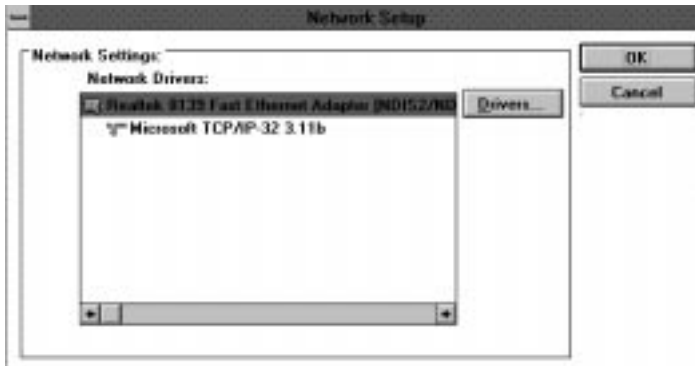 Network Setup
Network Settings:
Network Drivers:
Realtek 8139 Fast Ethernet Adapter [NDIS2/ND
Microsoft TCP/IP-32 3.11b
OK
Cancel
Drivers...